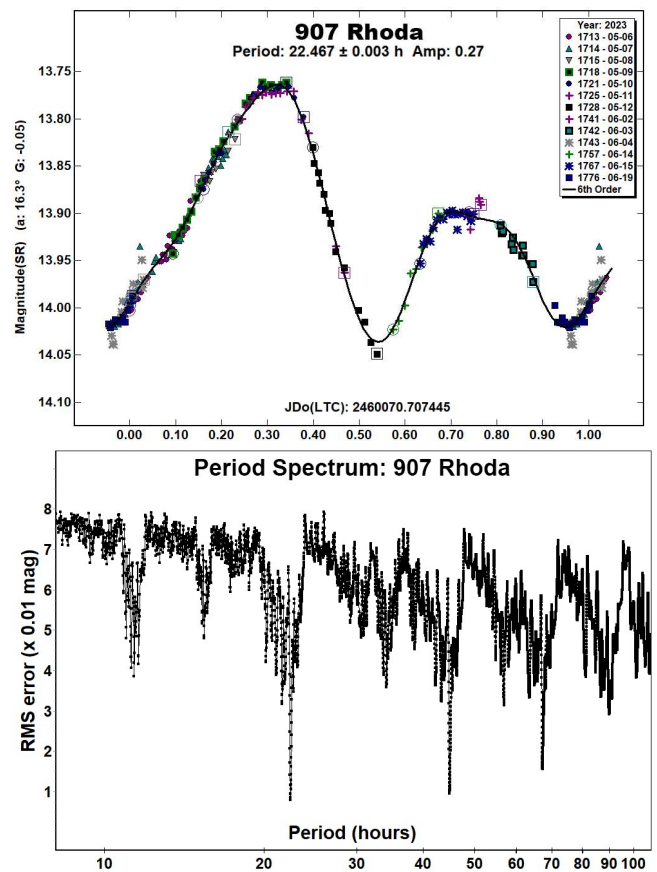 907 Rhoda
Period: 22.467 ± 0.003 h Amp: 0.27
Year: 2023
1713 - 05-06
1714 - 05-07
1715 - 05-08
1718 - 05-09
1721 - 05-10
1725 - 05-11
1728 - 05-12
1741 - 06-02
1742 - 06-03
1743 - 06-04
1757 - 06-14
1767 - 06-15
1776 - 06-19
6th Order
Magnitude(SR) (a: 16.3° G: -0.05)
13.75
13.80
13.85
13.90
13.95
14.00
14.05
14.10
JDo(LTC): 2460070.707445
0.00 0.10 0.20 0.30 0.40 0.50 0.60 0.70 0.80 0.90 1.00
Period Spectrum: 907 Rhoda
RMS error (x 0.01 mag)
8
7
6
5
4
3
2
1
Period (hours)
10 20 30 40 50 60 70 80 90 100